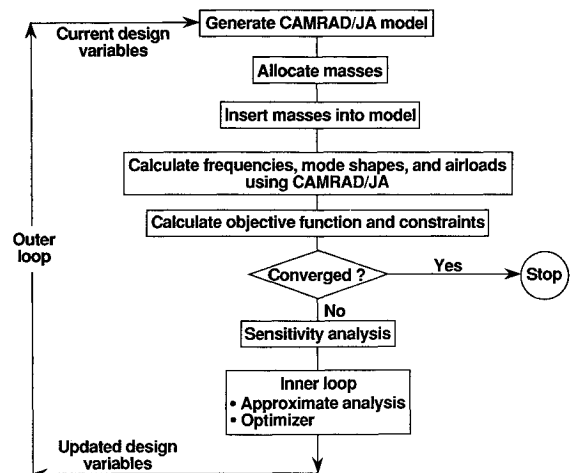 Current design
variables
Generate CAMRAD/JA model
Allocate masses
Insert masses into model
Calculate frequencies, mode shapes, and airloads
using CAMRAD/JA
Calculate objective function and constraints
Outer
loop
Converged ?
Yes
Stop
No
Sensitivity analysis
Inner loop
• Approximate analysis
• Optimizer
Updated design
variables